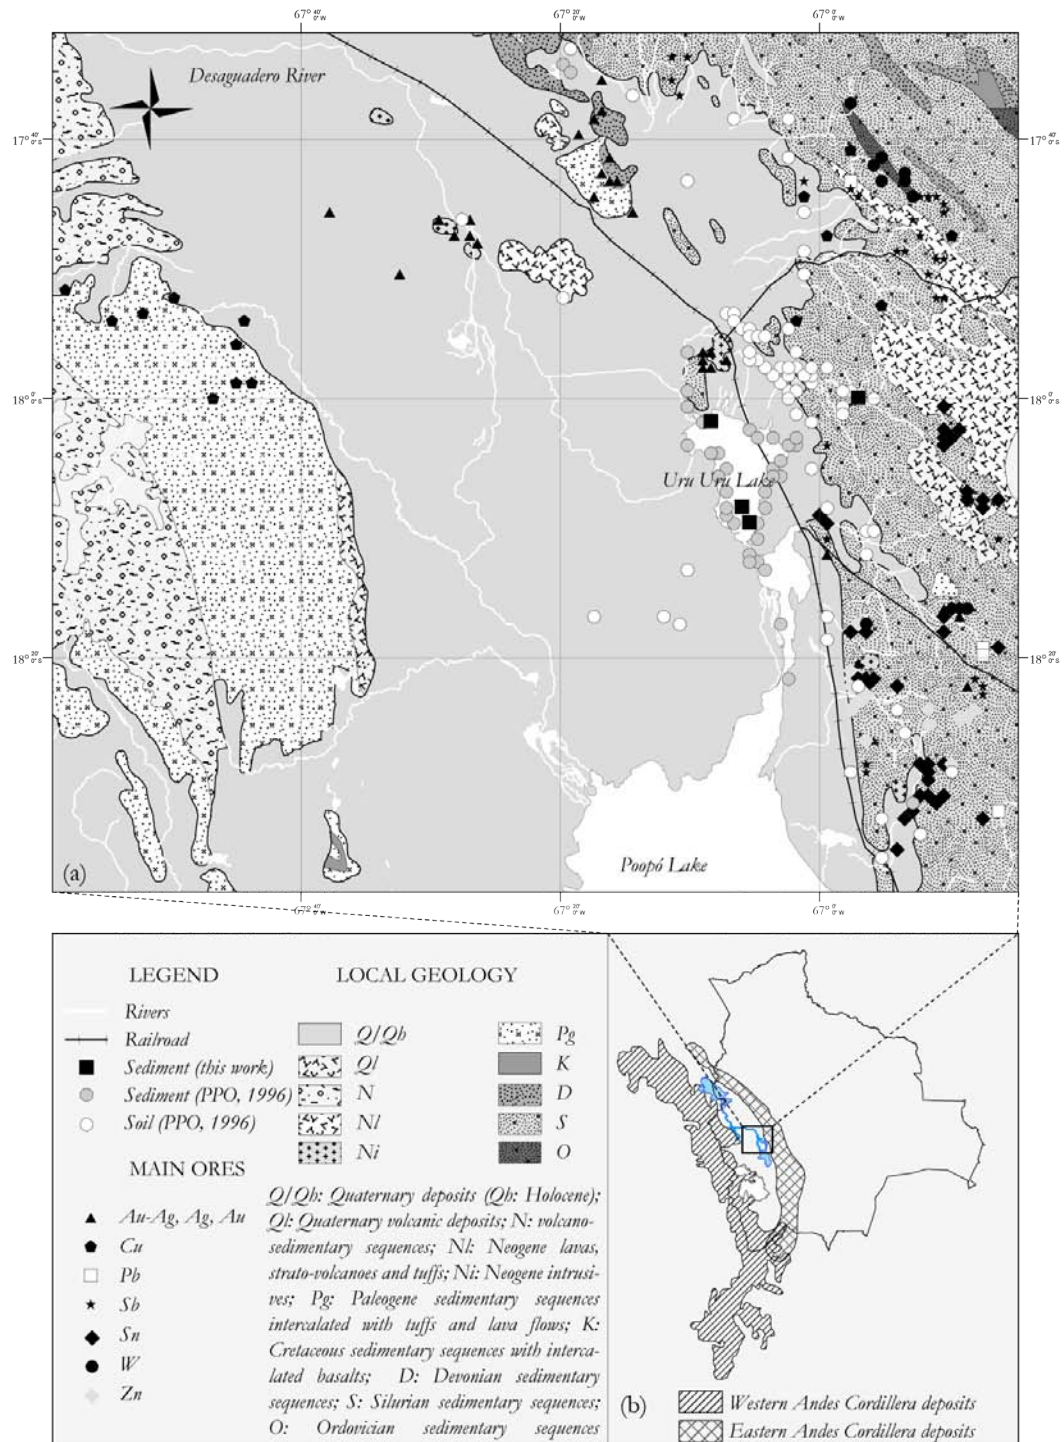 67° 40' 0" W
67° 20' 0" W
67° 0' 0" W
Desaguadero River
17° 40' 0" S
17° 40' 0" S
18° 0' 0" S
18° 0' 0" S
Uru Uru Lake
18° 20' 0" S
18° 20' 0" S
Poopó Lake
(a)
67° 40' 0" W
67° 20' 0" W
67° 0' 0" W
LEGEND
Rivers
Railroad
Sediment (this work)
Sediment (PPO, 1996)
Soil (PPO, 1996)
MAIN ORES
Au-Ag, Ag, Au
Cu
Pb
Sb
Sn
W
Zn
LOCAL GEOLOGY
Q/Qh
Ql
N
Nl
Ni
Pg
K
D
S
O
Q/Qh: Quaternary deposits (Qh: Holocene);
Ql: Quaternary volcanic deposits; N: volcano-
sedimentary sequences; Nl: Neogene lavas,
strato-volcanoes and tuffs; Ni: Neogene intrusi-
ves; Pg: Paleogene sedimentary sequences
intercalated with tuffs and lava flows; K:
Cretaceous sedimentary sequences with interca-
lated basalts; D: Devonian sedimentary
sequences; S: Silurian sedimentary sequences;
O: Ordovician sedimentary sequences
(b)
Western Andes Cordillera deposits
Eastern Andes Cordillera deposits